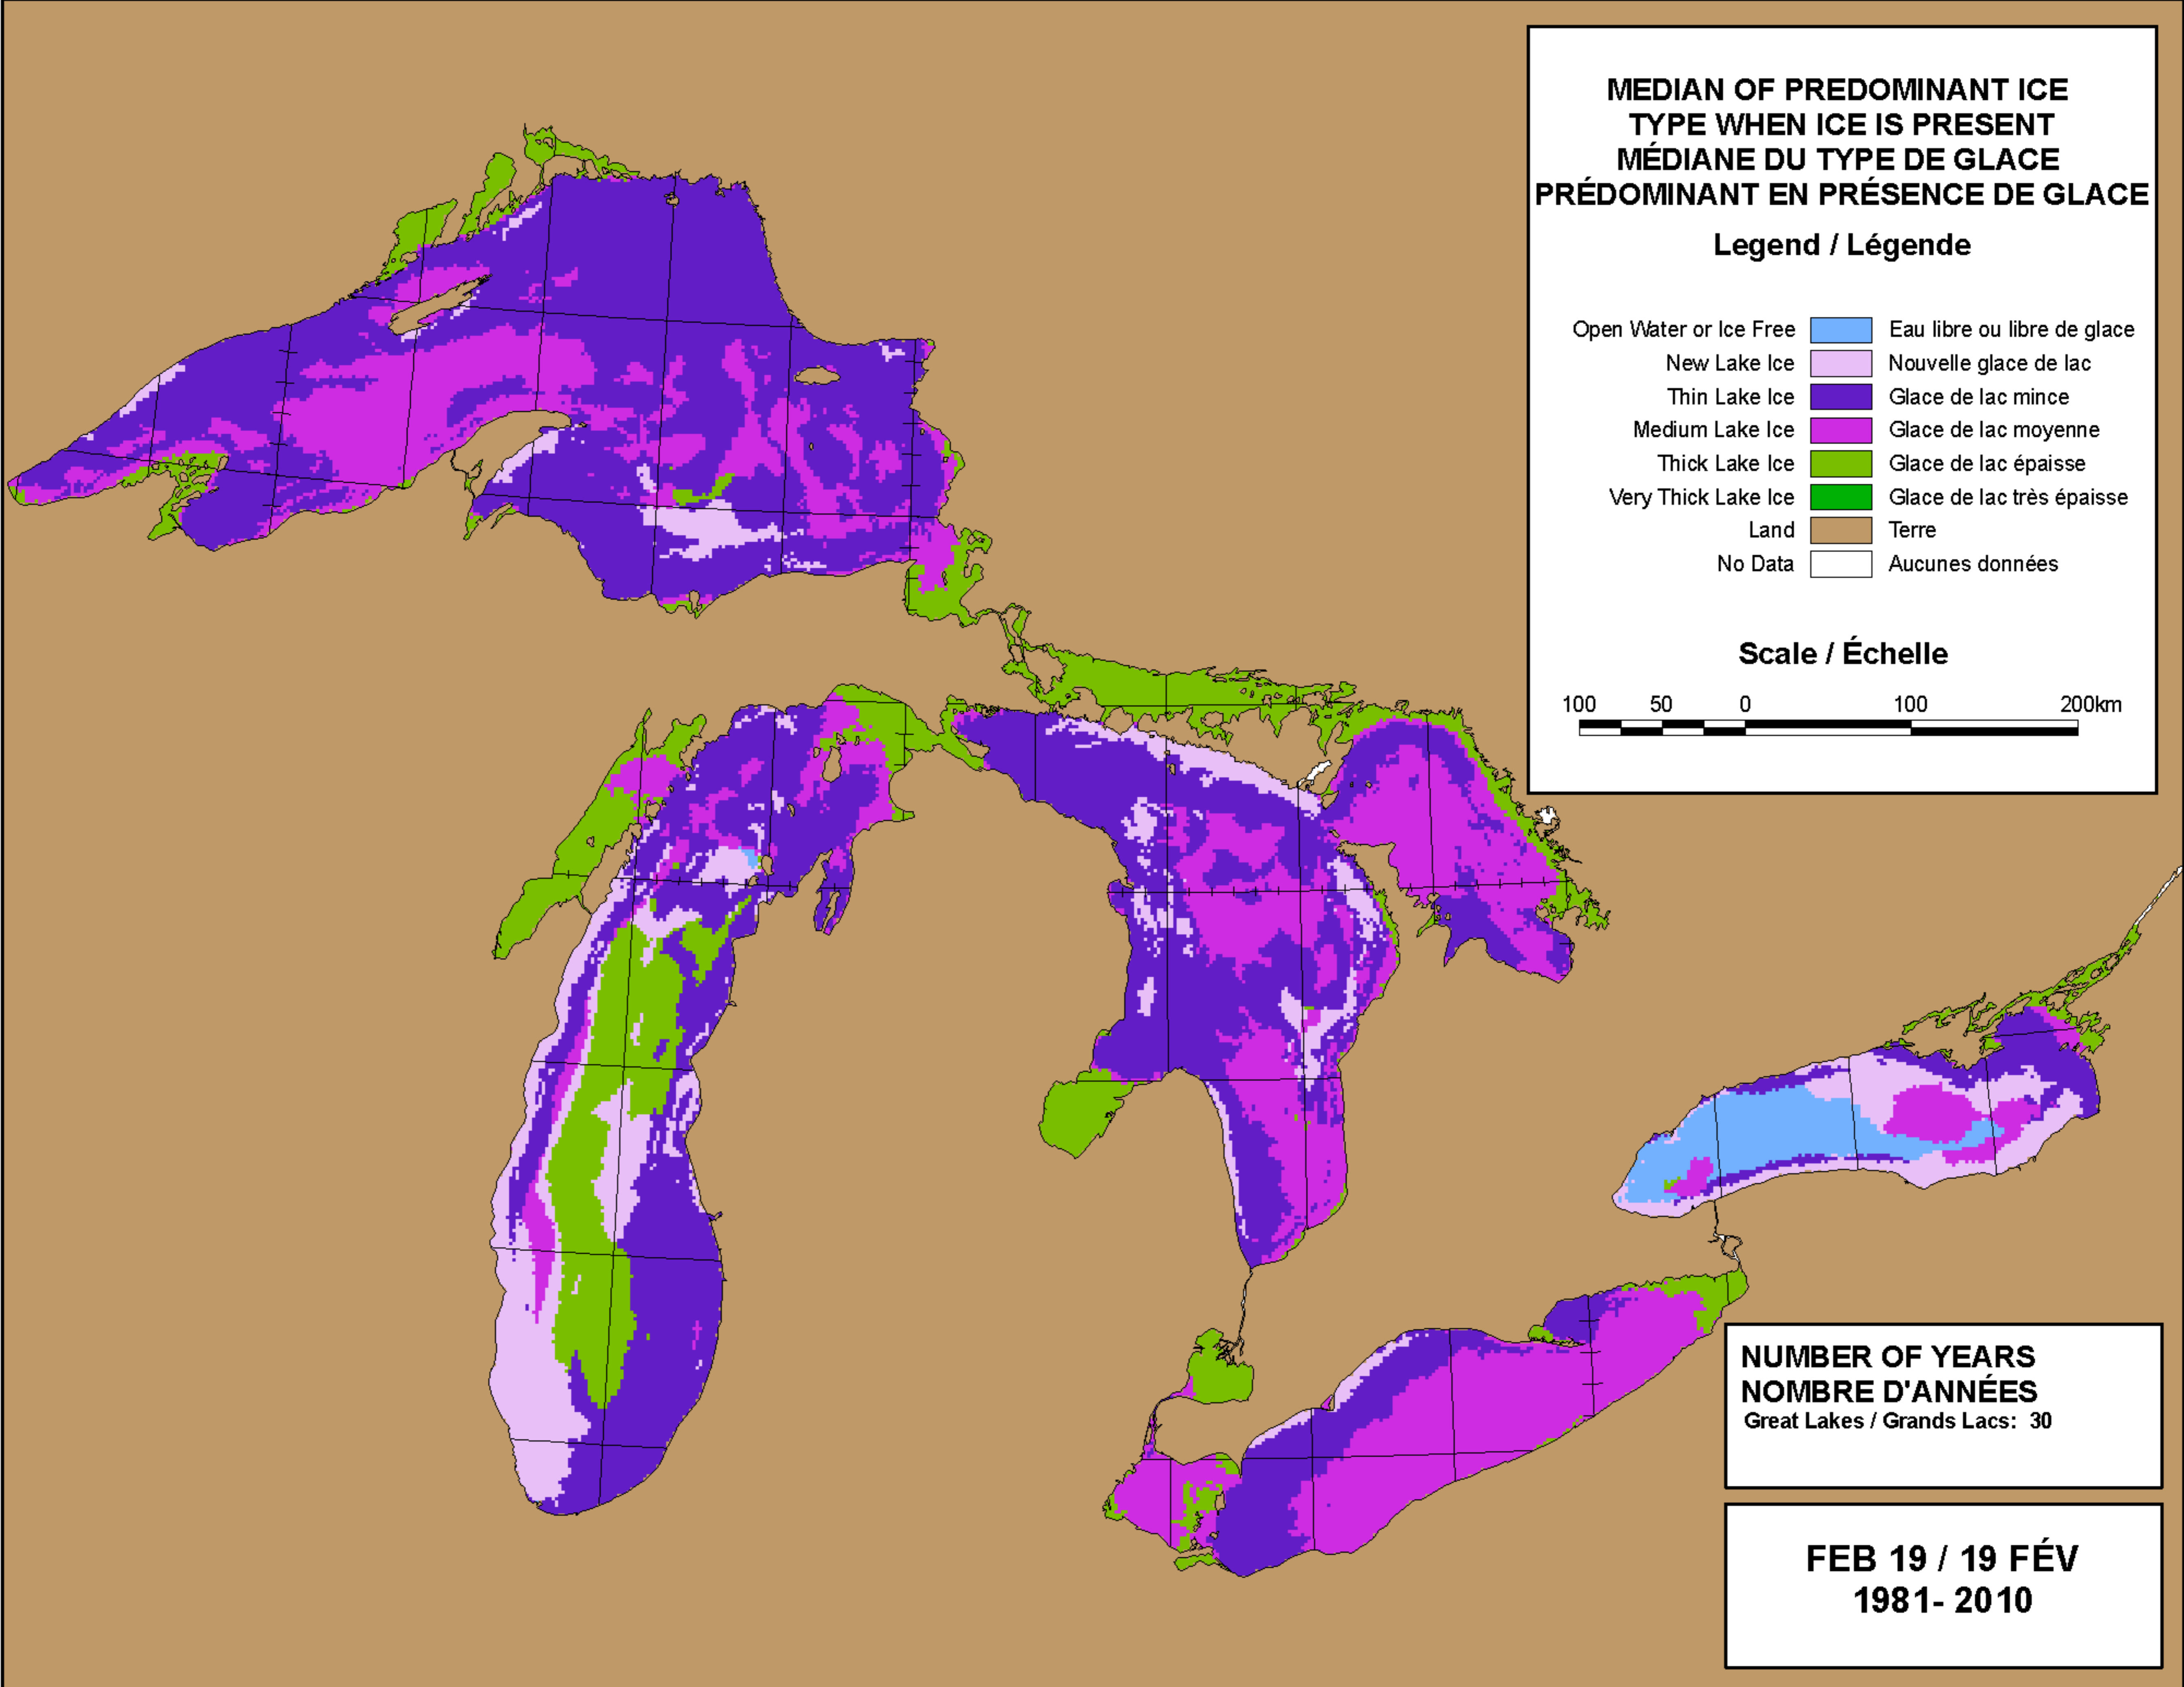 MEDIAN OF PREDOMINANT ICE
TYPE WHEN ICE IS PRESENT
MÉDIANE DU TYPE DE GLACE
PRÉDOMINANT EN PRÉSENCE DE GLACE
Legend / Légende
Open Water or Ice Free Eau libre ou libre de glace
New Lake Ice Nouvelle glace de lac
Thin Lake Ice Glace de lac mince
Medium Lake Ice Glace de lac moyenne
Thick Lake Ice Glace de lac épaisse
Very Thick Lake Ice Glace de lac très épaisse
Land Terre
No Data Aucunes données
Scale / Échelle
100 50 0 100 200km
NUMBER OF YEARS
NOMBRE D'ANNÉES
Great Lakes / Grands Lacs: 30
FEB 19 / 19 FÉV
1981- 2010